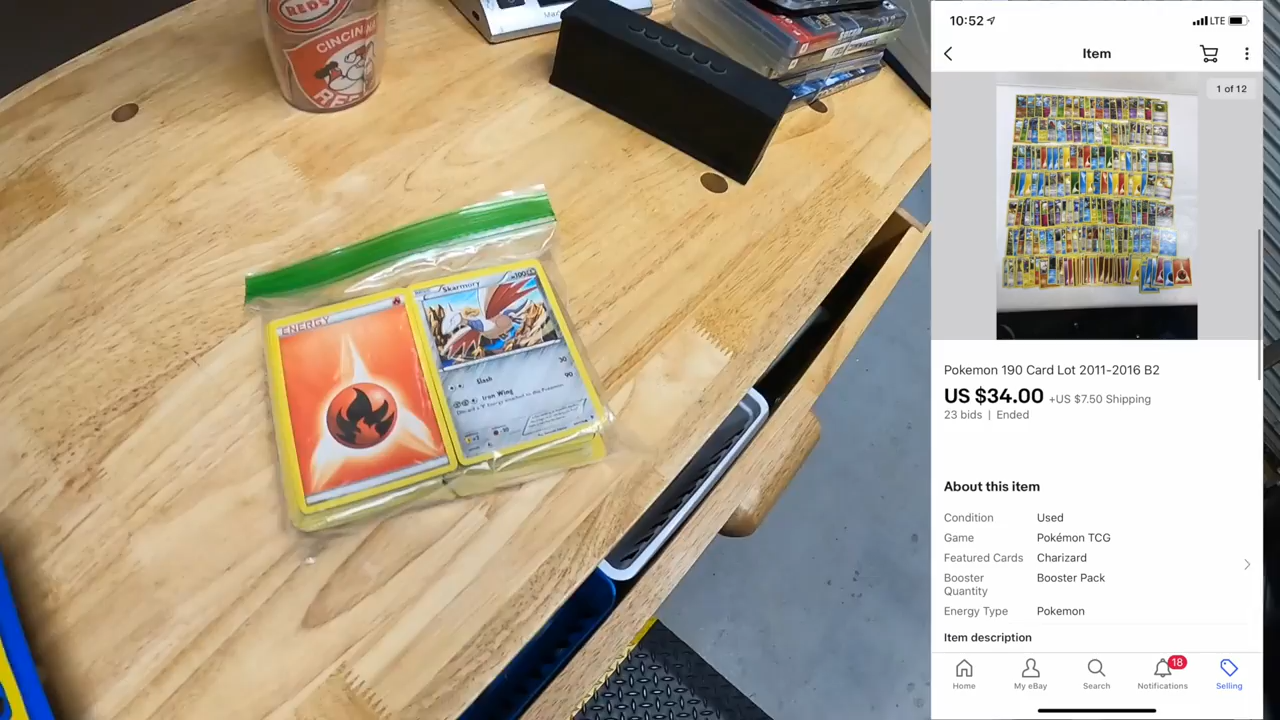 REDS
CINCIN
ENERGY
Skarmory
Slash
30
Iron Wing
90
10:52
LTE
Item
1 of 12
Pokemon 190 Card Lot 2011-2016 B2
US $34.00 +US $7.50 Shipping
23 bids | Ended
About this item
Condition Used
Game Pokémon TCG
Featured Cards Charizard
Booster Quantity Booster Pack
Energy Type Pokemon
Item description
18
Home My eBay Search Notifications Selling